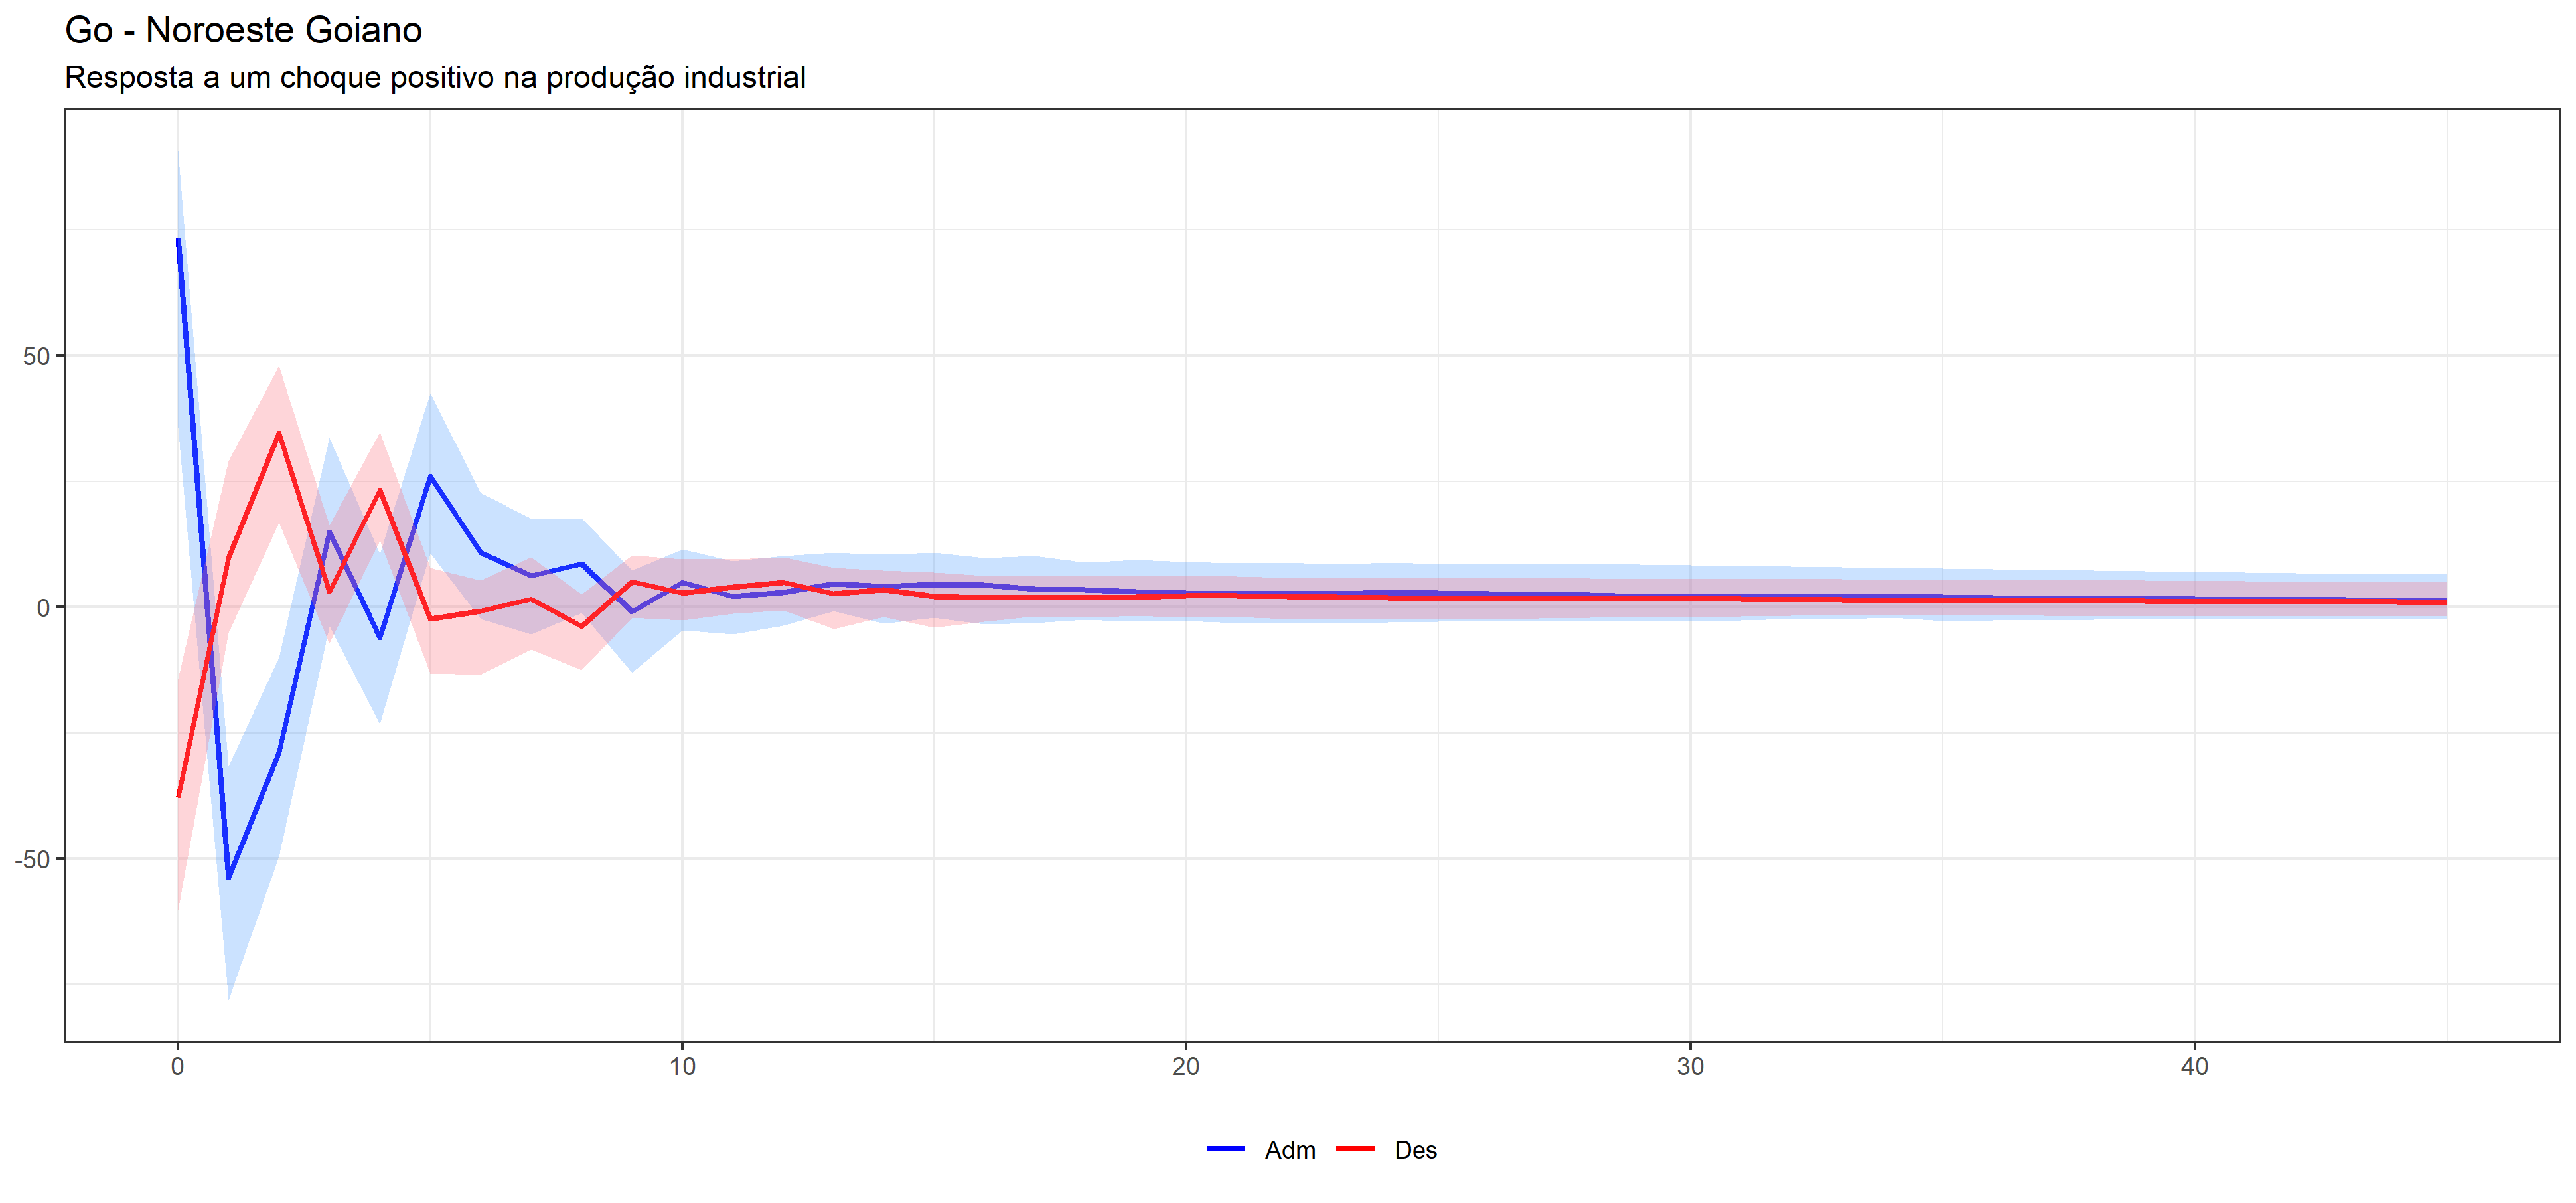 Go - Noroeste Goiano
Resposta a um choque positivo na produção industrial
50
0
-50
0 10 20 30 40
Adm Des